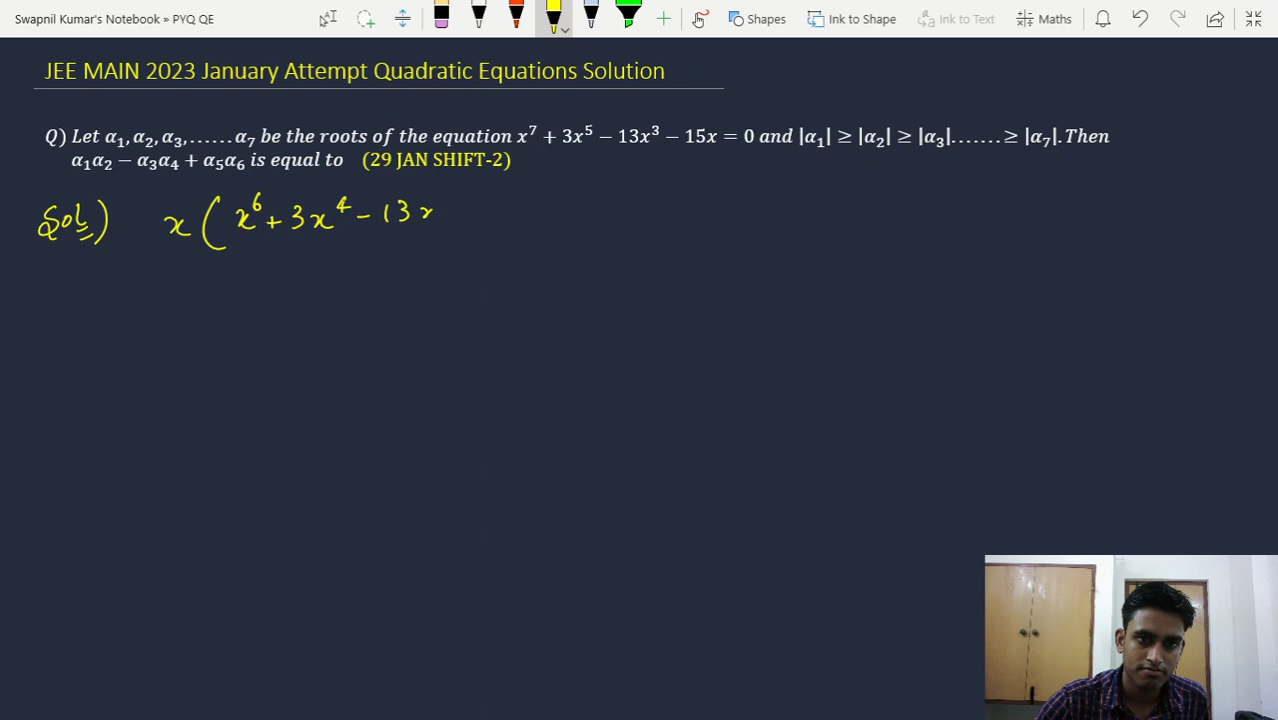 Swapnil Kumar's Notebook » PYQ QE
Shapes Ink to Shape Ink to Text Maths
JEE MAIN 2023 January Attempt Quadratic Equations Solution
Q) Let α₁, α₂, α₃, ...... α₇ be the roots of the equation x⁷ + 3x⁵ − 13x³ − 15x = 0 and |α₁| ≥ |α₂| ≥ |α₃|....... ≥ |α₇|. Then
α₁α₂ − α₃α₄ + α₅α₆ is equal to (29 JAN SHIFT-2)
Sol) x(x⁶ + 3x⁴ − 13x